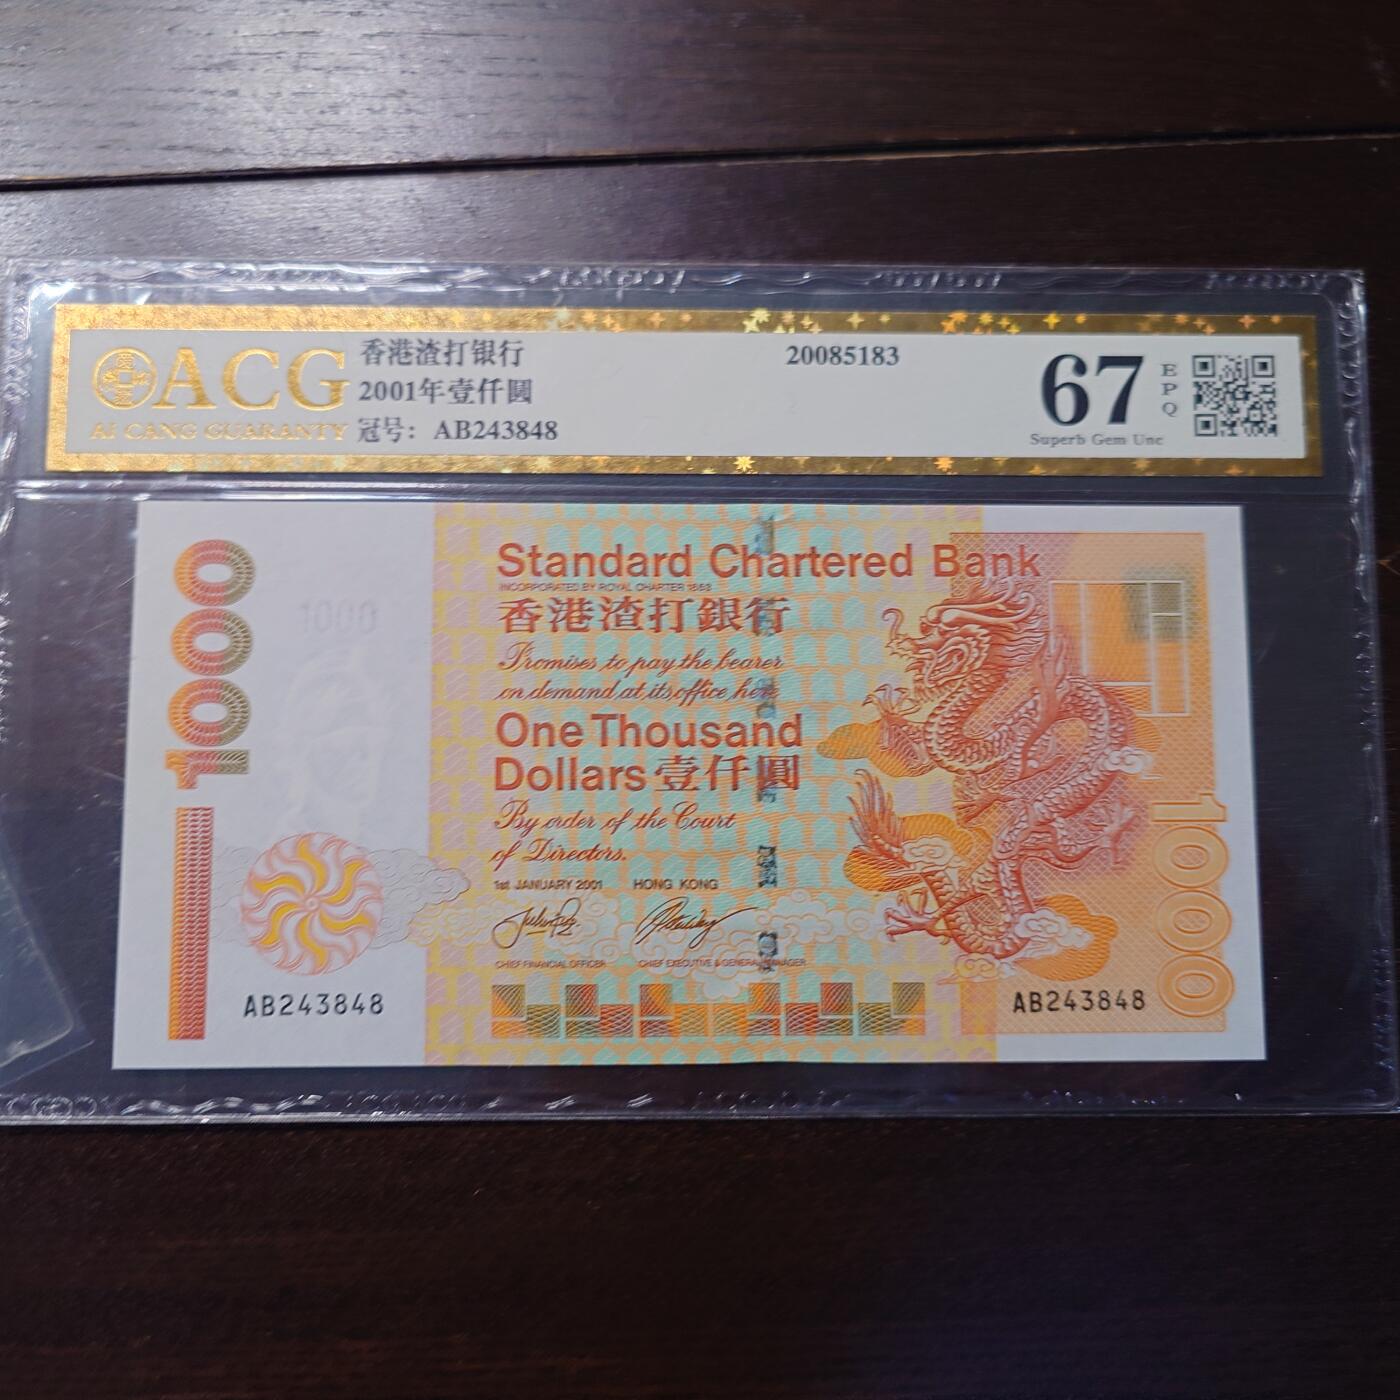 ACG
AI CANG GUARANTY
香港渣打银行
2001年壹仟圆
冠号：AB243848
20085183
67
EPQ
Superb Gem Unc
1000
1000
Standard Chartered Bank
INCORPORATED BY ROYAL CHARTER 1853
香港渣打銀行
Promises to pay the bearer
on demand at its office here
One Thousand
Dollars 壹仟圓
By order of the Court
of Directors.
1st JANUARY 2001 HONG KONG
CHIEF FINANCIAL OFFICER CHIEF EXECUTIVE & GENERAL MANAGER
AB243848
AB243848
1000